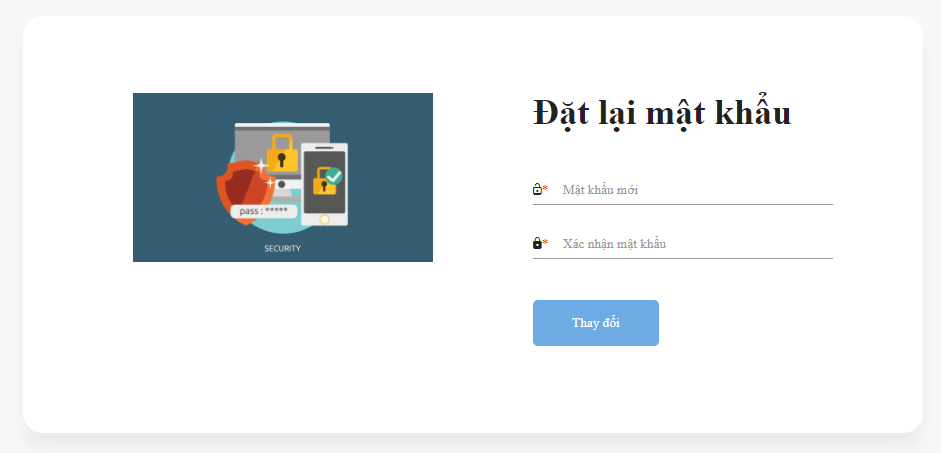 pass : *****
SECURITY
Đặt lại mật khẩu
* Mật khẩu mới
* Xác nhận mật khẩu
Thay đổi